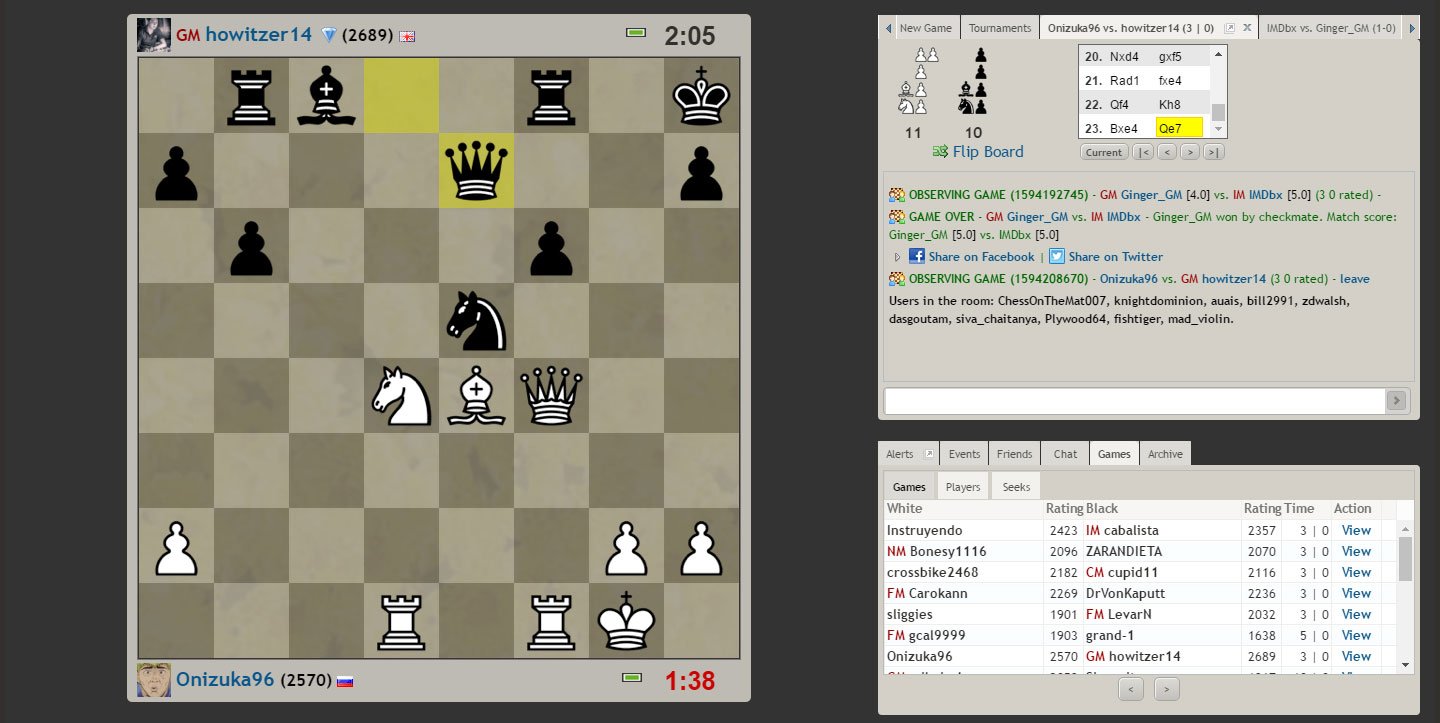 GM howitzer14 (2689) 2:05
Onizuka96 (2570) 1:38
New Game Tournaments Onizuka96 vs. howitzer14 (3 | 0) X IMDbx vs. Ginger_GM (1-0)
20. Nxd4 gxf5
21. Rad1 fxe4
22. Qf4 Kh8
23. Bxe4 Qe7
11 10
Flip Board
Current |< < > >|
OBSERVING GAME (1594192745) - GM Ginger_GM [4.0] vs. IM IMDbx [5.0] (3 0 rated) -
GAME OVER - GM Ginger_GM vs. IM IMDbx - Ginger_GM won by checkmate. Match score:
Ginger_GM [5.0] vs. IMDbx [5.0]
Share on Facebook | Share on Twitter
OBSERVING GAME (1594208670) - Onizuka96 vs. GM howitzer14 (3 0 rated) - leave
Users in the room: ChessOnTheMat007, knightdominion, auais, bill2991, zdwalsh,
dasgoutam, siva_chaitanya, Plywood64, fishtiger, mad_violin.
Alerts Events Friends Chat Games Archive
Games Players Seeks
White Rating Black Rating Time Action
Instruyendo 2423 IM cabalista 2357 3 | 0 View
NM Bonesy1116 2096 ZARANDIETA 2070 3 | 0 View
crossbike2468 2182 CM cupid11 2116 3 | 0 View
FM Carokann 2269 DrVonKaputt 2236 3 | 0 View
sliggies 1901 FM LevarN 2032 3 | 0 View
FM gcal9999 1903 grand-1 1638 5 | 0 View
Onizuka96 2570 GM howitzer14 2689 3 | 0 View
< >